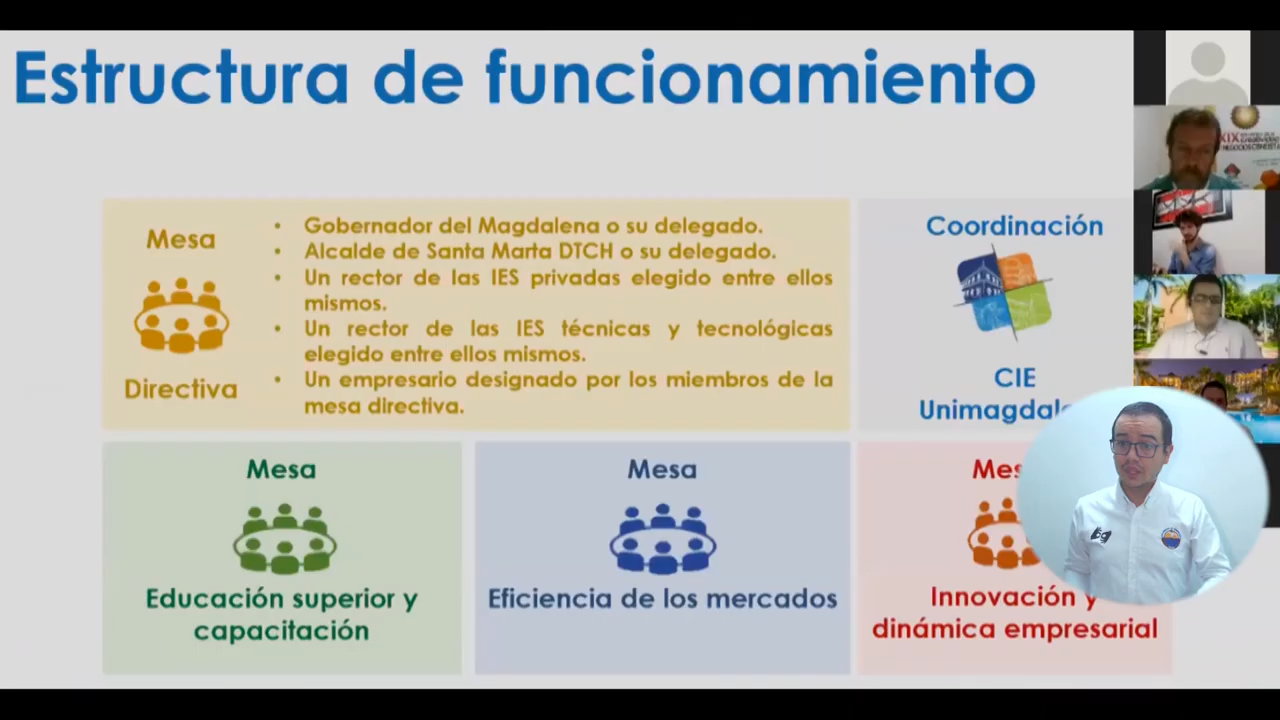 Estructura de funcionamiento
Mesa
Directiva
• Gobernador del Magdalena o su delegado.
• Alcalde de Santa Marta DTCH o su delegado.
• Un rector de las IES privadas elegido entre ellos
mismos.
• Un rector de las IES técnicas y tecnológicas
elegido entre ellos mismos.
• Un empresario designado por los miembros de la
mesa directiva.
Coordinación
CIE
Mesa
Educación superior y
capacitación
Mesa
Eficiencia de los mercados
Innovación y
dinámica empresarial
XIX